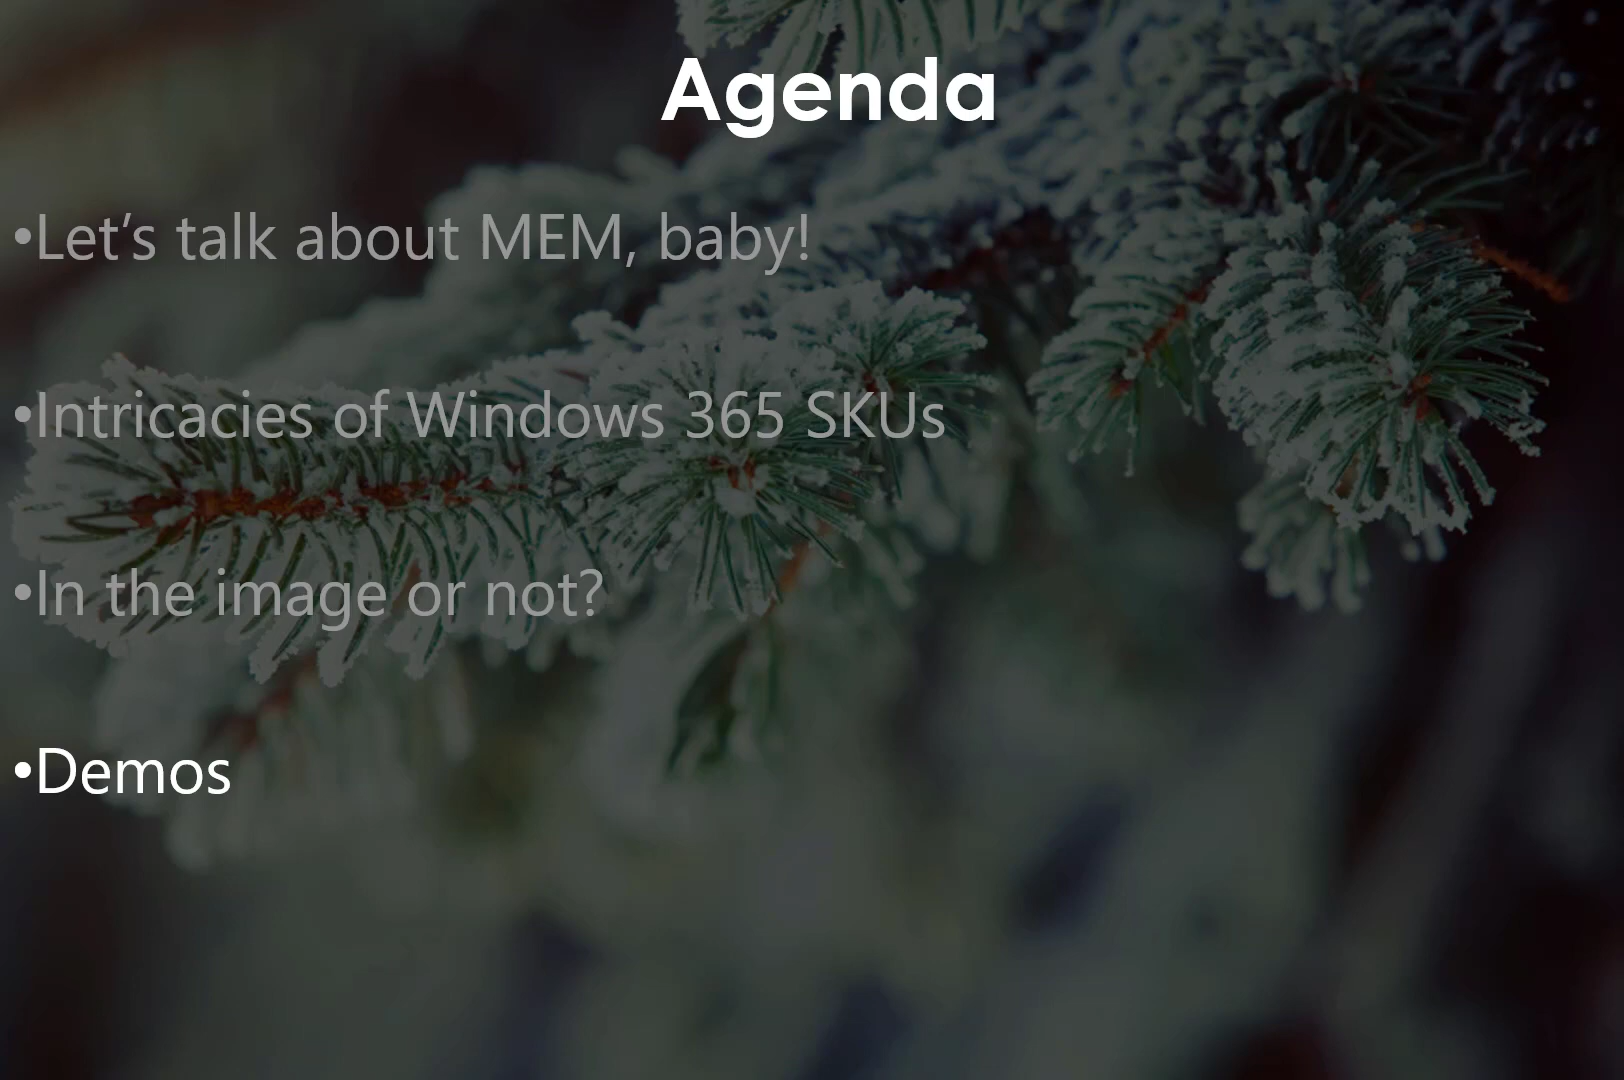 Agenda
•Let’s talk about MEM, baby!
•Intricacies of Windows 365 SKUs
•In the image or not?
•Demos